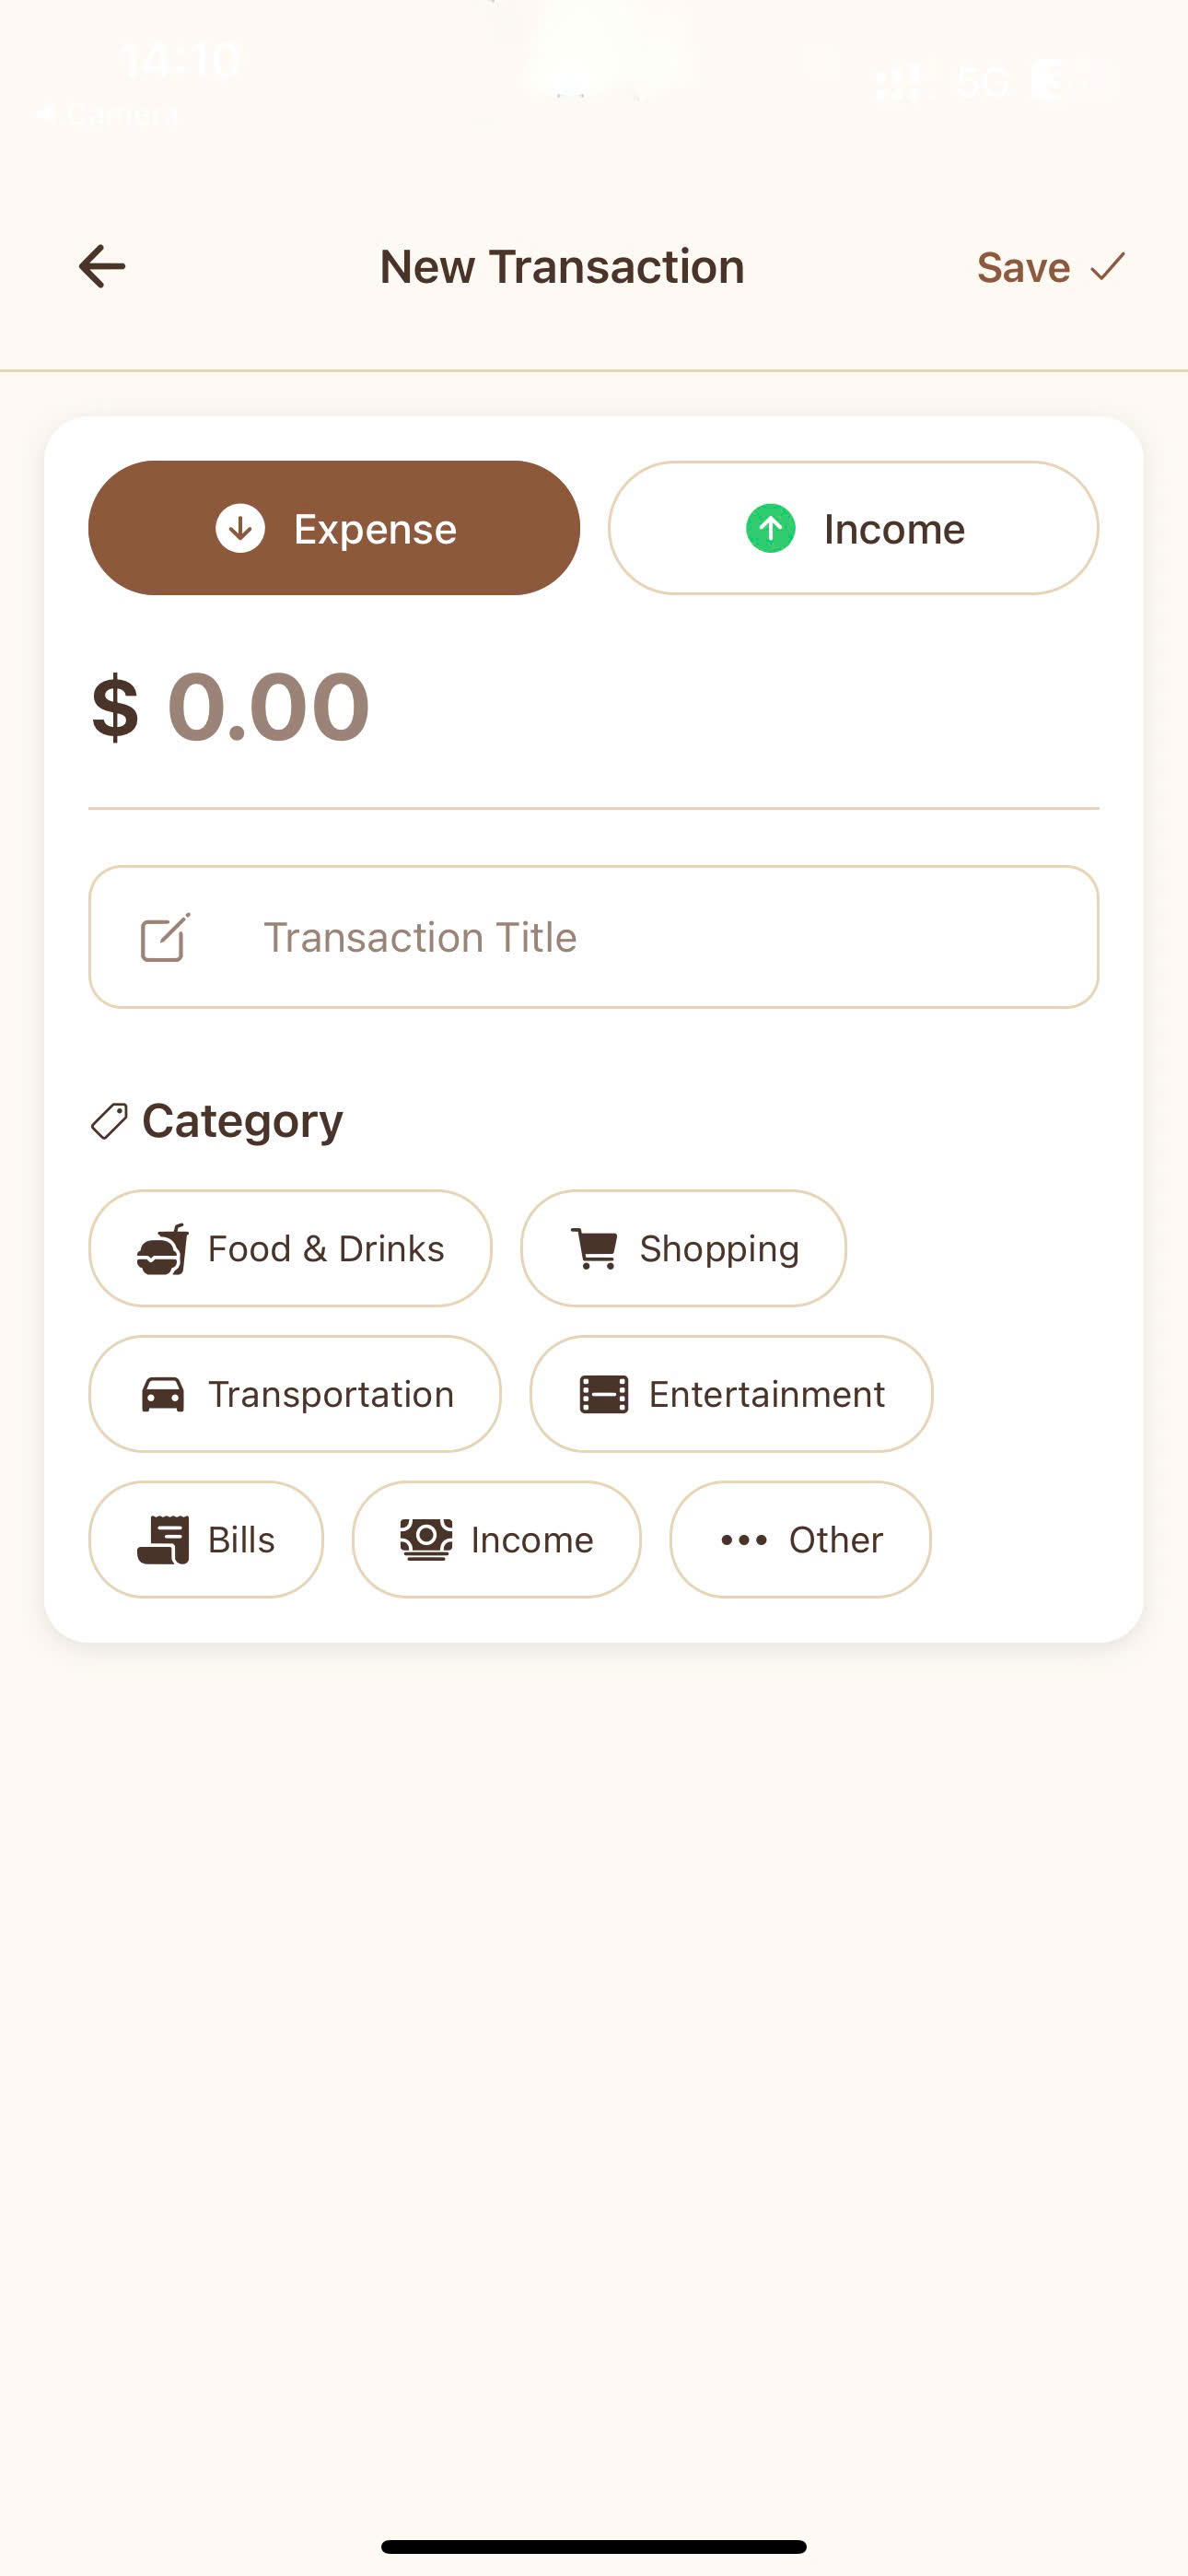 14:10
◀ Camera
5G
New Transaction
Save
Expense
Income
$ 0.00
Transaction Title
Category
Food & Drinks
Shopping
Transportation
Entertainment
Bills
Income
Other